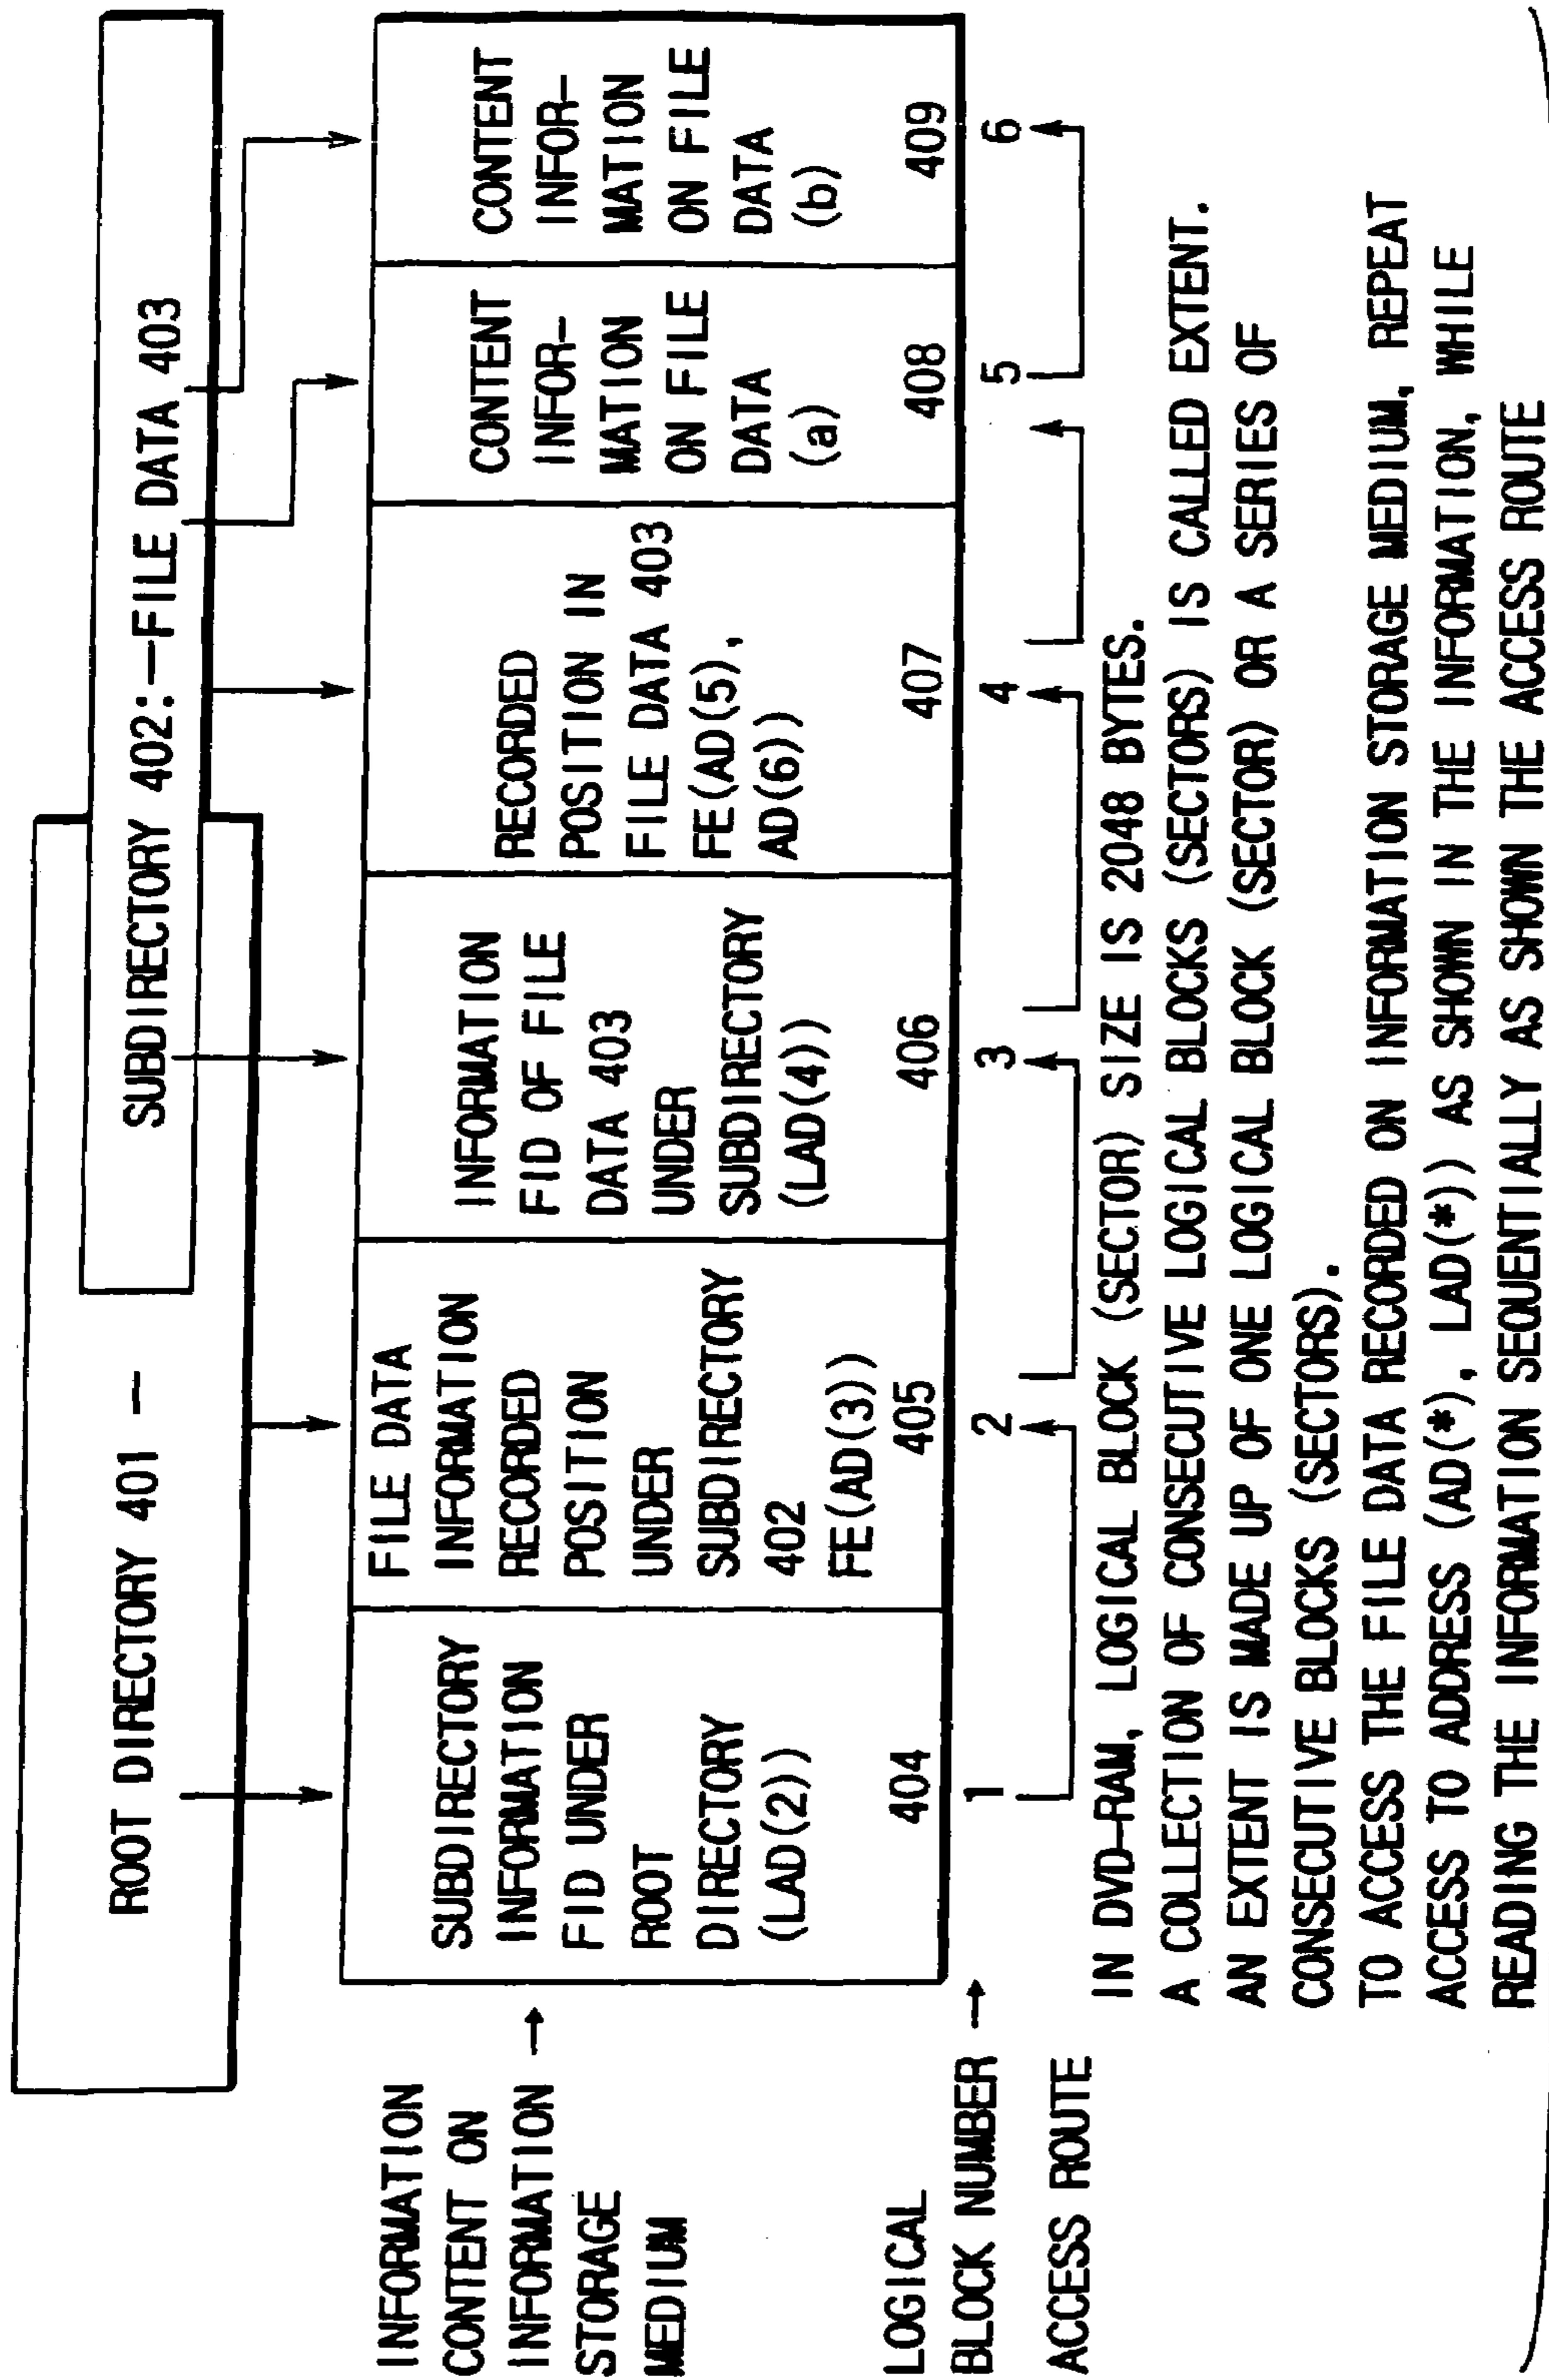 ROOT DIRECTORY 401 —
SUBDIRECTORY 402:—FILE DATA 403
INFORMATION
CONTENT ON
INFORMATION →
STORAGE
MEDIUM
SUBDIRECTORY
INFORMATION
FID UNDER
ROOT
DIRECTORY
(LAD(2))
404
FILE DATA
INFORMATION
RECORDED
POSITION
UNDER
SUBDIRECTORY
402
FE(AD(3))
405
INFORMATION
FID OF FILE
DATA 403
UNDER
SUBDIRECTORY
(LAD(4))
406
RECORDED
POSITION IN
FILE DATA 403
FE(AD(5),
AD(6))
407
CONTENT
INFOR-
MATION
ON FILE
DATA
(a)
408
CONTENT
INFOR-
MATION
ON FILE
DATA
(b)
409
LOGICAL
BLOCK NUMBER →
1 2 3 4 5 6
ACCESS ROUTE
IN DVD-RAM, LOGICAL BLOCK (SECTOR) SIZE IS 2048 BYTES.
A COLLECTION OF CONSECUTIVE LOGICAL BLOCKS (SECTORS) IS CALLED EXTENT.
AN EXTENT IS MADE UP OF ONE LOGICAL BLOCK (SECTOR) OR A SERIES OF
CONSECUTIVE BLOCKS (SECTORS).
TO ACCESS THE FILE DATA RECORDED ON INFORMATION STORAGE MEDIUM, REPEAT
ACCESS TO ADDRESS (AD(*), LAD(*)) AS SHOWN IN THE INFORMATION, WHILE
READING THE INFORMATION SEQUENTIALLY AS SHOWN THE ACCESS ROUTE